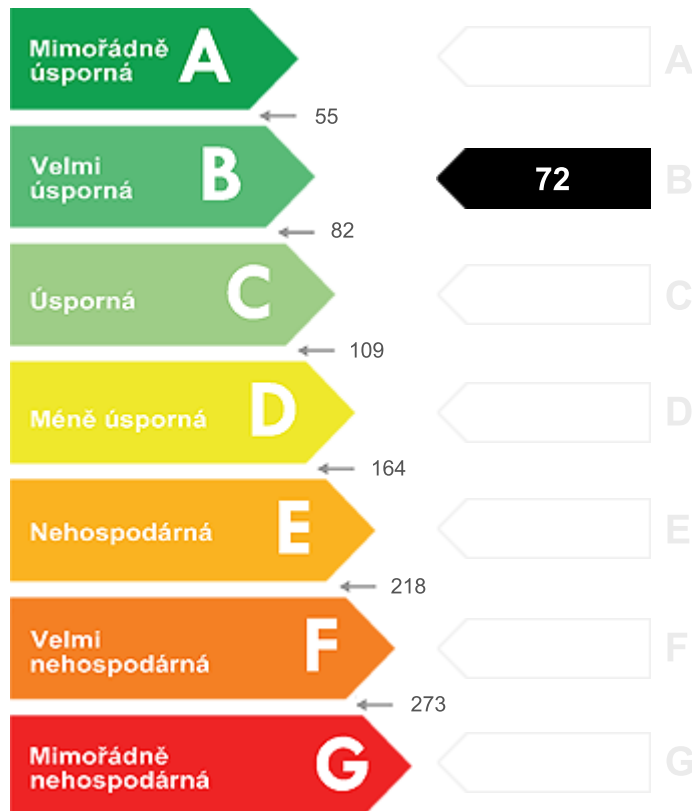 Mimořádně
úsporná
A
A
55
Velmi
úsporná
B
72
B
82
Úsporná
C
C
109
Méně úsporná
D
D
164
Nehospodárná
E
E
218
Velmi
nehospodárná
F
F
273
Mimořádně
nehospodárná
G
G